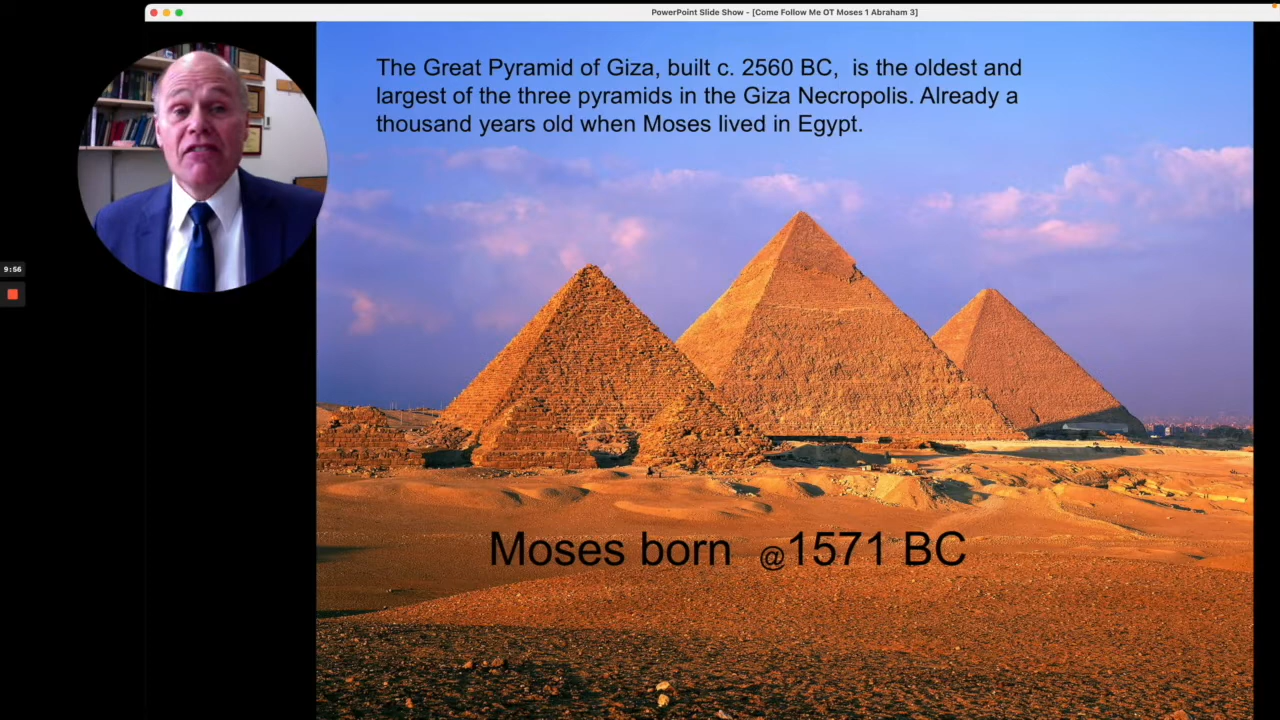 PowerPoint Slide Show - [Come Follow Me OT Moses 1 Abraham 3]
The Great Pyramid of Giza, built c. 2560 BC,  is the oldest and
largest of the three pyramids in the Giza Necropolis. Already a
thousand years old when Moses lived in Egypt.
9:56
Moses born  @1571 BC